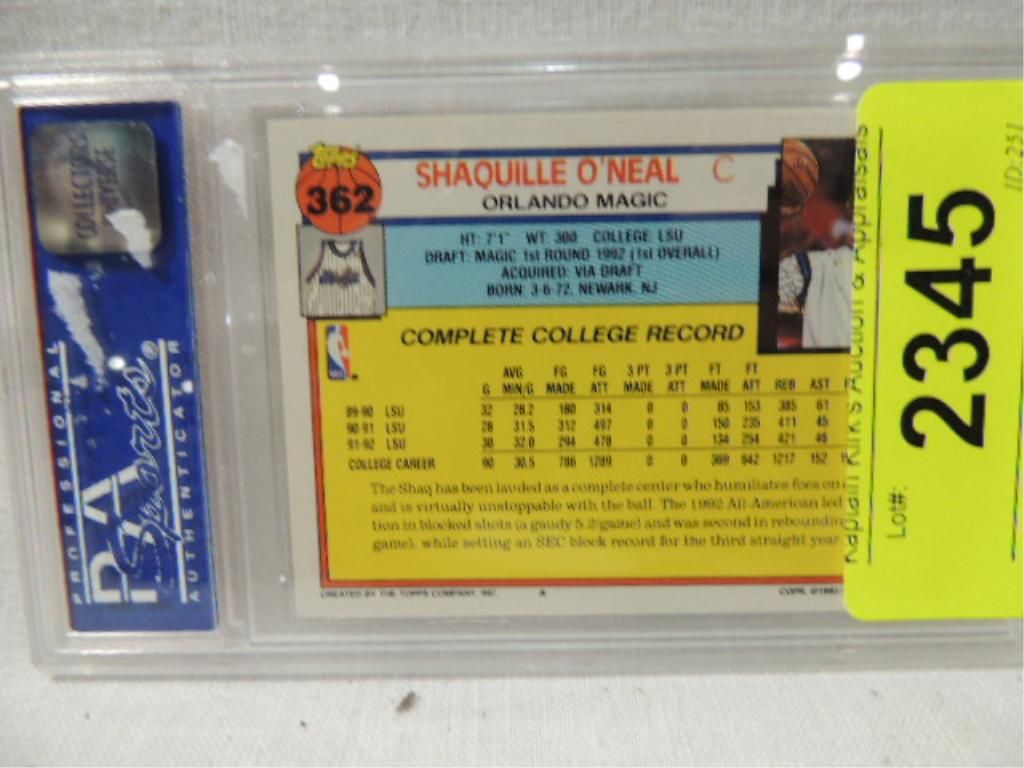 COLLECTORS
UNIVERSE
PROFESSIONAL
PSA
Sports®
AUTHENTICATOR
Topps
362
SHAQUILLE O'NEAL C
ORLANDO MAGIC
HT: 7'1" WT: 300 COLLEGE: LSU
DRAFT: MAGIC 1st ROUND 1992 (1st OVERALL)
ACQUIRED: VIA DRAFT
BORN: 3-6-72, NEWARK, NJ
COMPLETE COLLEGE RECORD
AVG FG FG 3 PT 3 PT FT FT
G MIN/G MADE ATT MADE ATT MADE ATT REB AST
89-90 LSU 32 28.2 180 314 0 0 85 153 385 61
90-91 LSU 28 31.5 312 497 0 0 150 235 411 45
91-92 LSU 30 32.0 294 478 0 0 134 254 421 46
COLLEGE CAREER 90 30.5 786 1289 0 0 369 642 1217 152
The Shaq has been lauded as a complete center who humiliates foes on
and is virtually unstoppable with the ball. The 1992 All-American led
tion in blocked shots (a gaudy 5.2/game) and was second in rebounding
game), while setting an SEC block record for the third straight year
CREATED BY THE TOPPS COMPANY, INC. A COPR. ©1992
Kaptain Kirk's Auction & Appraisals
Lot#:
2345
ID:251